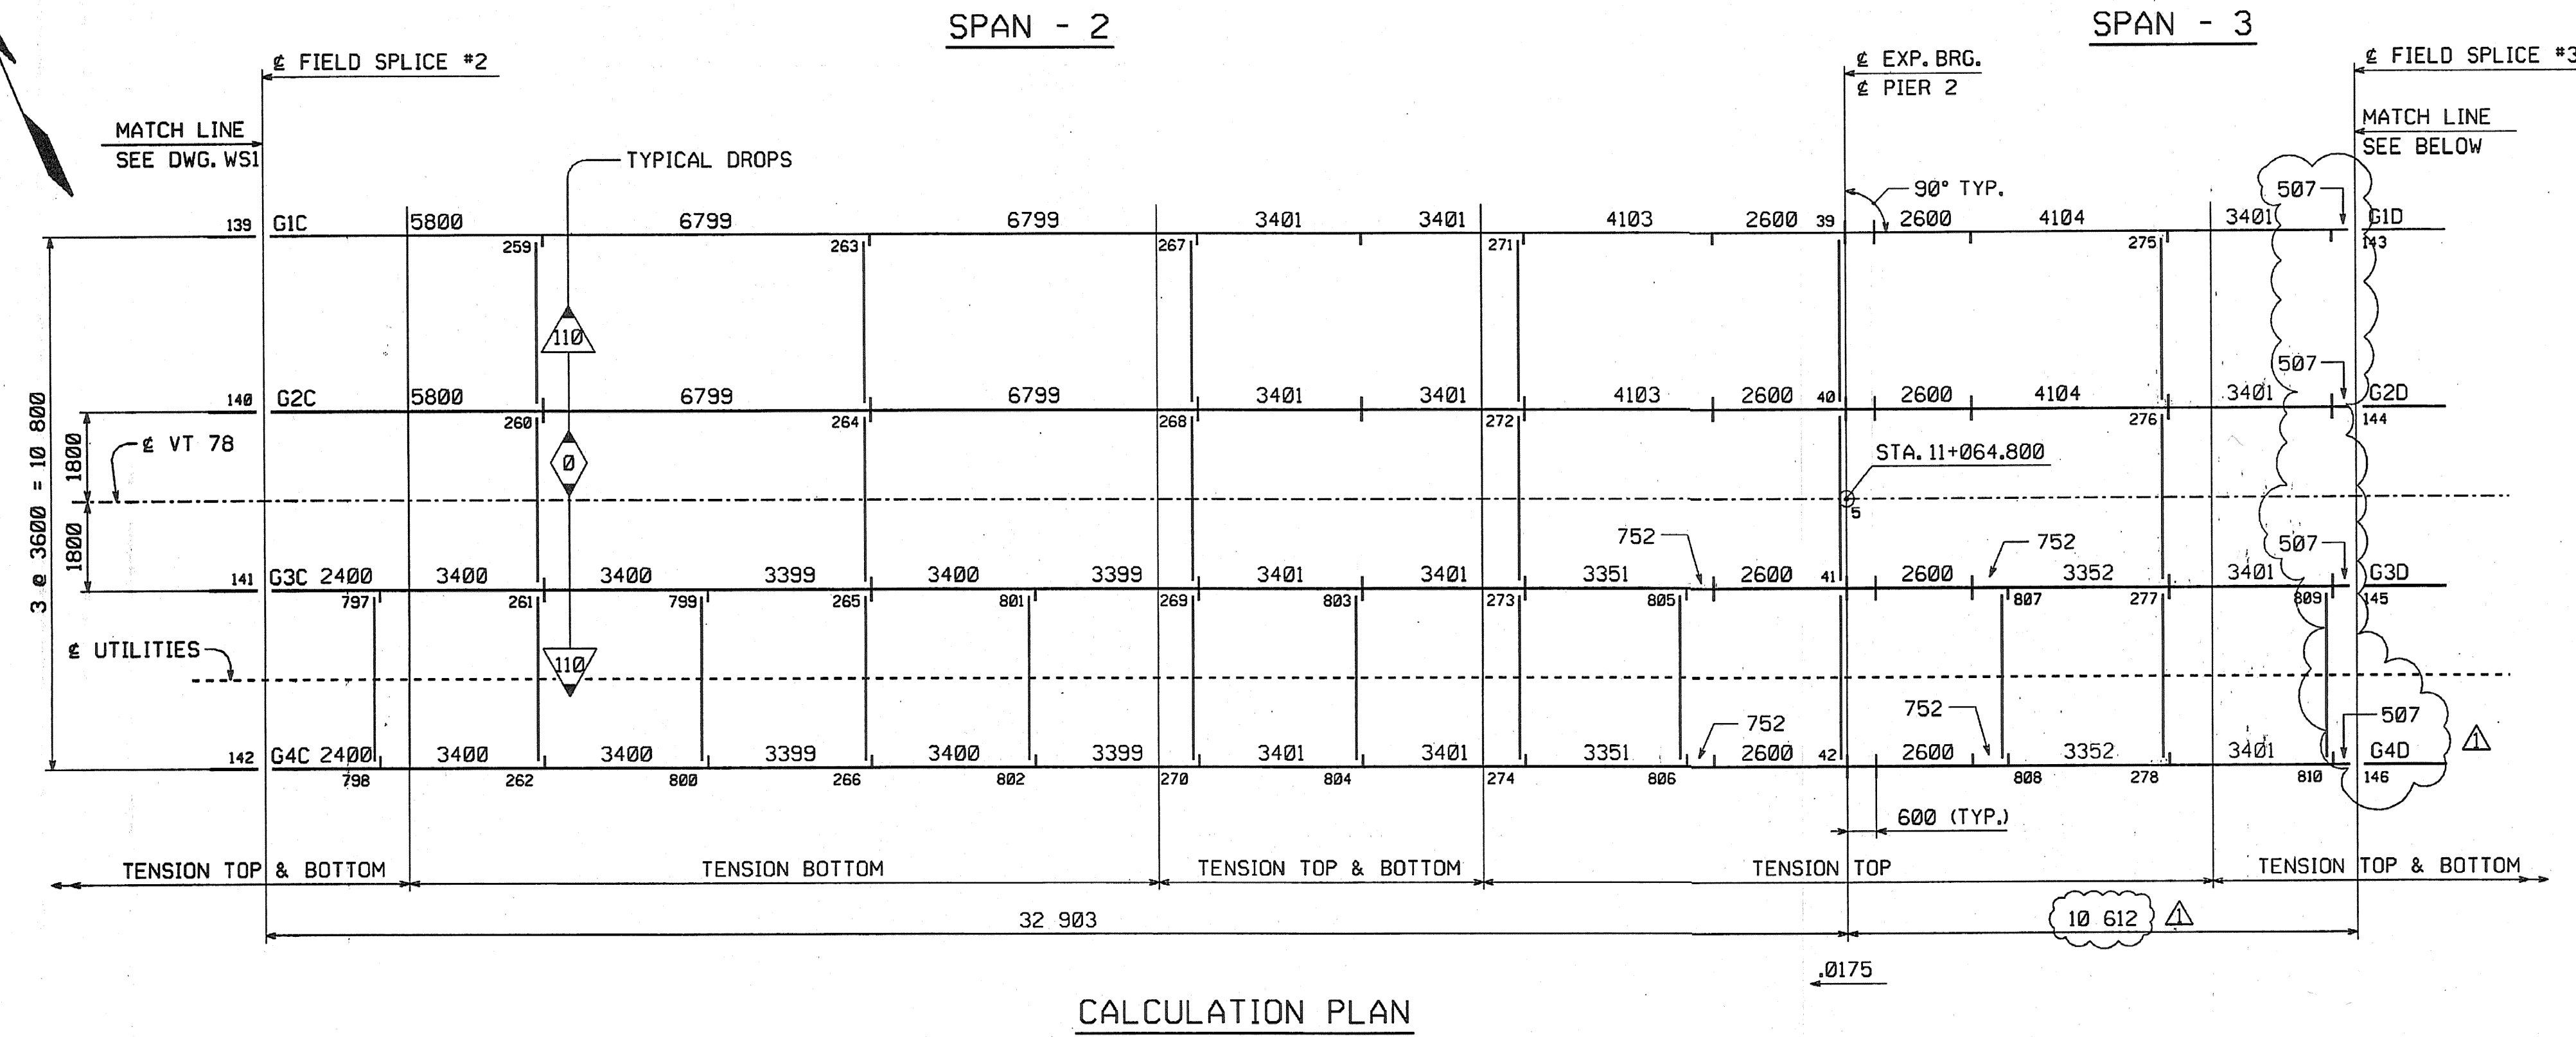 SPAN - 2
SPAN - 3
℄ FIELD SPLICE #2
℄ EXP. BRG.
℄ PIER 2
℄ FIELD SPLICE #3
MATCH LINE
SEE DWG. WS1
MATCH LINE
SEE BELOW
TYPICAL DROPS
90° TYP.
507
139 G1C 5800 6799 6799 3401 3401 4103 2600 39 2600 4104 3401 G1D
259 263 267 271 275 143
110
507
140 G2C 5800 6799 6799 3401 3401 4103 2600 40 2600 4104 3401 G2D
260 264 268 272 276 144
3 @ 3600 = 10 800
1800
℄ VT 78
0
STA. 11+064.800
5
1800
752
752
507
141 G3C 2400 3400 3400 3399 3400 3399 3401 3401 3351 2600 41 2600 3352 3401 G3D
797 261 799 265 801 269 803 273 805 807 277 809 145
℄ UTILITIES
110
752
752
507
142 G4C 2400 3400 3400 3399 3400 3399 3401 3401 3351 2600 42 2600 3352 3401 G4D
1
798 262 800 266 802 270 804 274 806 808 278 810 146
600 (TYP.)
TENSION TOP & BOTTOM
TENSION BOTTOM
TENSION TOP & BOTTOM
TENSION TOP
TENSION TOP & BOTTOM
32 903
10 612
1
.0175
CALCULATION PLAN